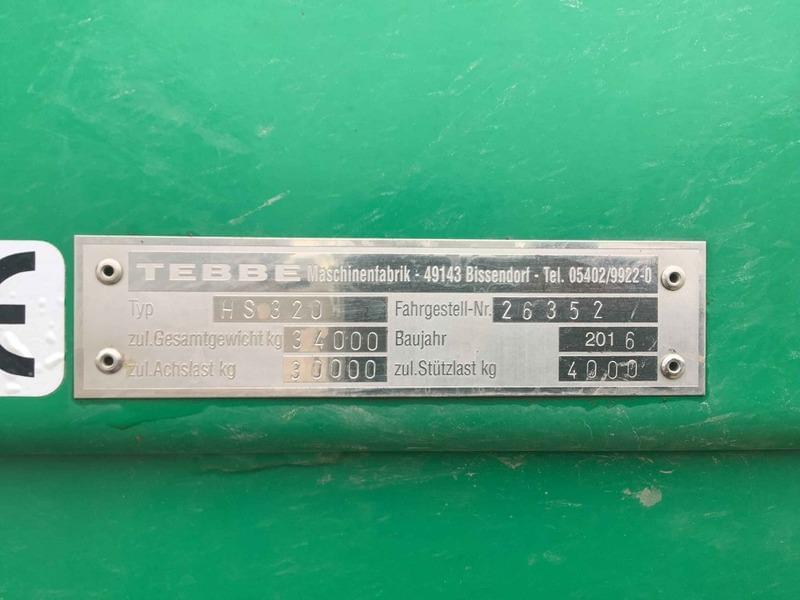 TEBBE Maschinenfabrik - 49143 Bissendorf - Tel. 05402/9922-0
Typ HS 320 Fahrgestell-Nr. 26352
zul.Gesamtgewicht kg 34000 Baujahr 2016
zul.Achslast kg 30000 zul.Stützlast kg 4000
CE